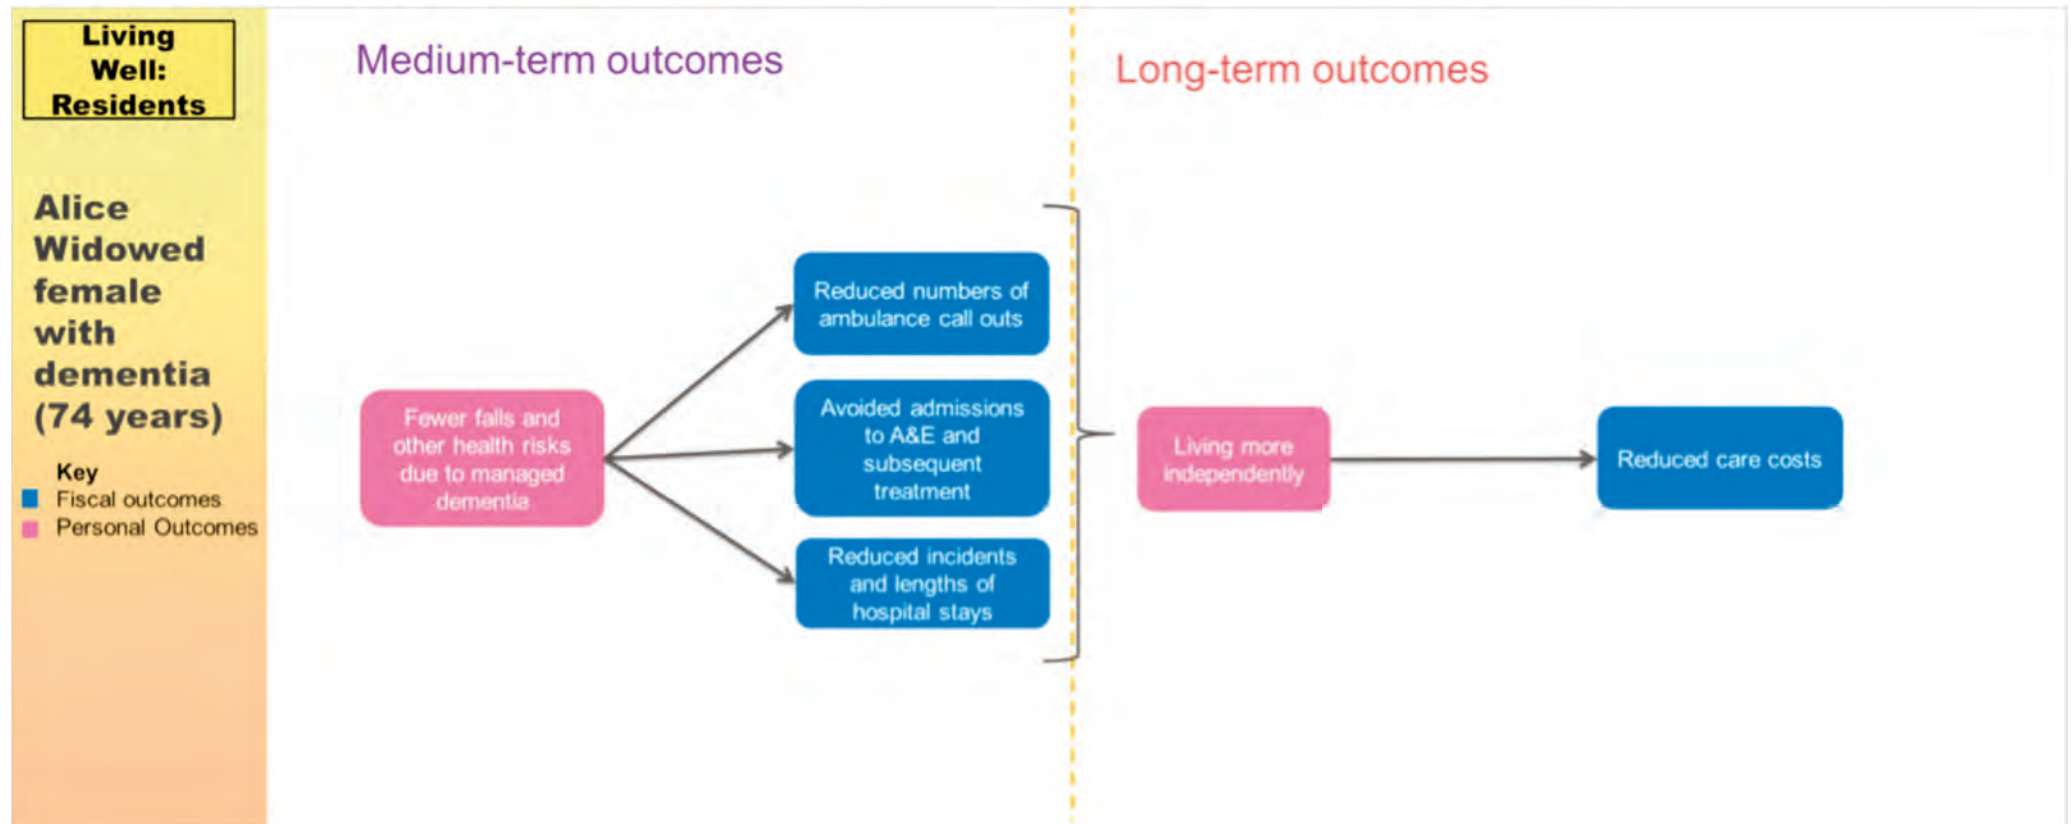 Living
Well:
Residents
Alice
Widowed
female
with
dementia
(74 years)
Key
Fiscal outcomes
Personal Outcomes
Medium-term outcomes
Fewer falls and
other health risks
due to managed
dementia
Reduced numbers of
ambulance call outs
Avoided admissions
to A&E and
subsequent
treatment
Reduced incidents
and lengths of
hospital stays
Long-term outcomes
Living more
independently
Reduced care costs